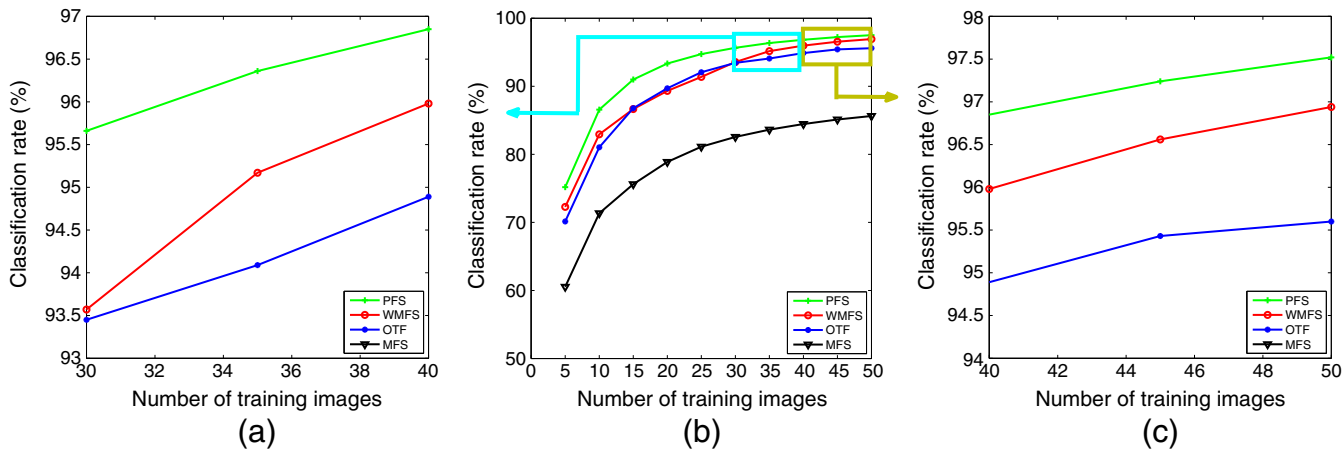 97
96.5
96
95.5
95
94.5
94
93.5
93
30 32 34 36 38 40
Classification rate (%)
Number of training images
PFS
WMFS
OTF
MFS
(a)
100
90
80
70
60
50
0 5 10 15 20 25 30 35 40 45 50
Classification rate (%)
Number of training images
PFS
WMFS
OTF
MFS
(b)
98
97.5
97
96.5
96
95.5
95
94.5
94
40 42 44 46 48 50
Classification rate (%)
Number of training images
PFS
WMFS
OTF
MFS
(c)